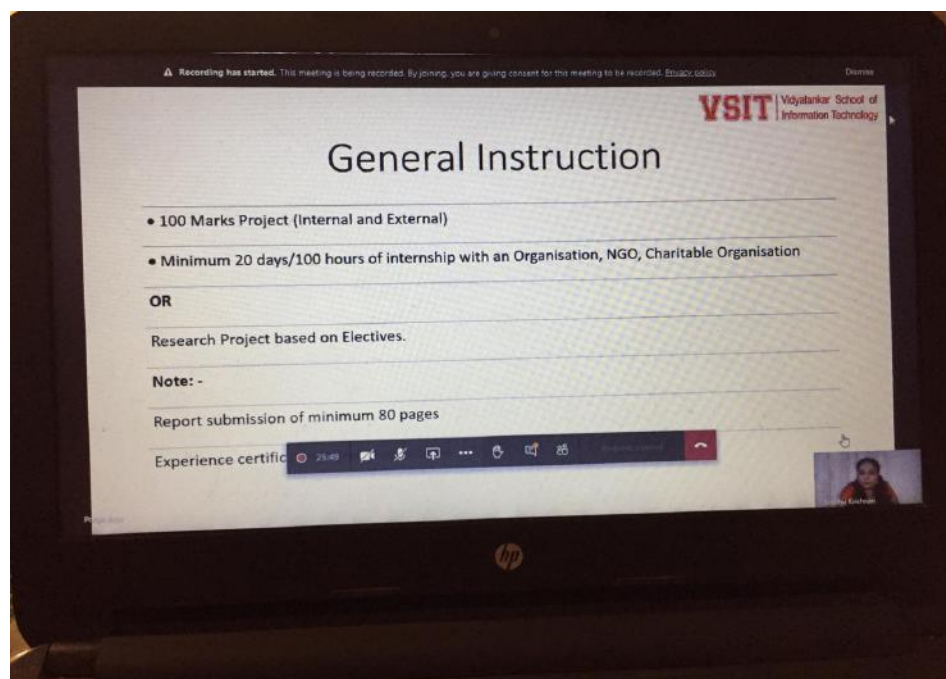 Recording has started. This meeting is being recorded. By joining, you are giving consent for this meeting to be recorded. Privacy policy
Dismiss
VSIT
Vidyalankar School of
Information Technology
General Instruction
• 100 Marks Project (Internal and External)
• Minimum 20 days/100 hours of internship with an Organisation, NGO, Charitable Organisation
OR
Research Project based on Electives.
Note: -
Report submission of minimum 80 pages
Experience certific
25:49
hp